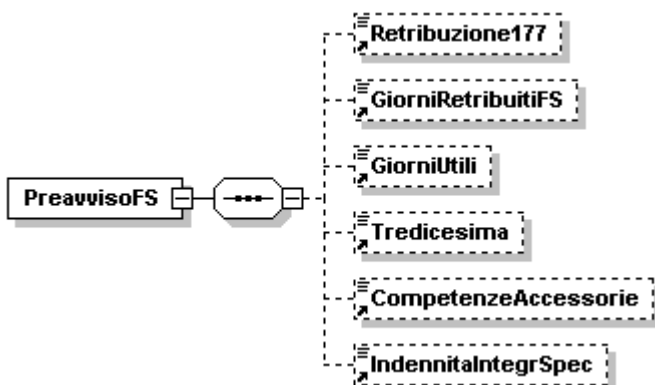 Retribuzione177
GiorniRetribuitiFS
GiorniUtili
PreavvisoFS
Tredicesima
CompetenzeAccessorie
IndennitaIntegrSpec